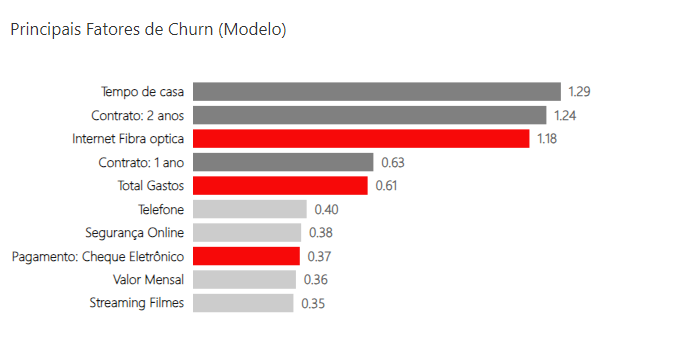 Principais Fatores de Churn (Modelo)
Tempo de casa 1.29
Contrato: 2 anos 1.24
Internet Fibra optica 1.18
Contrato: 1 ano 0.63
Total Gastos 0.61
Telefone 0.40
Segurança Online 0.38
Pagamento: Cheque Eletrônico 0.37
Valor Mensal 0.36
Streaming Filmes 0.35